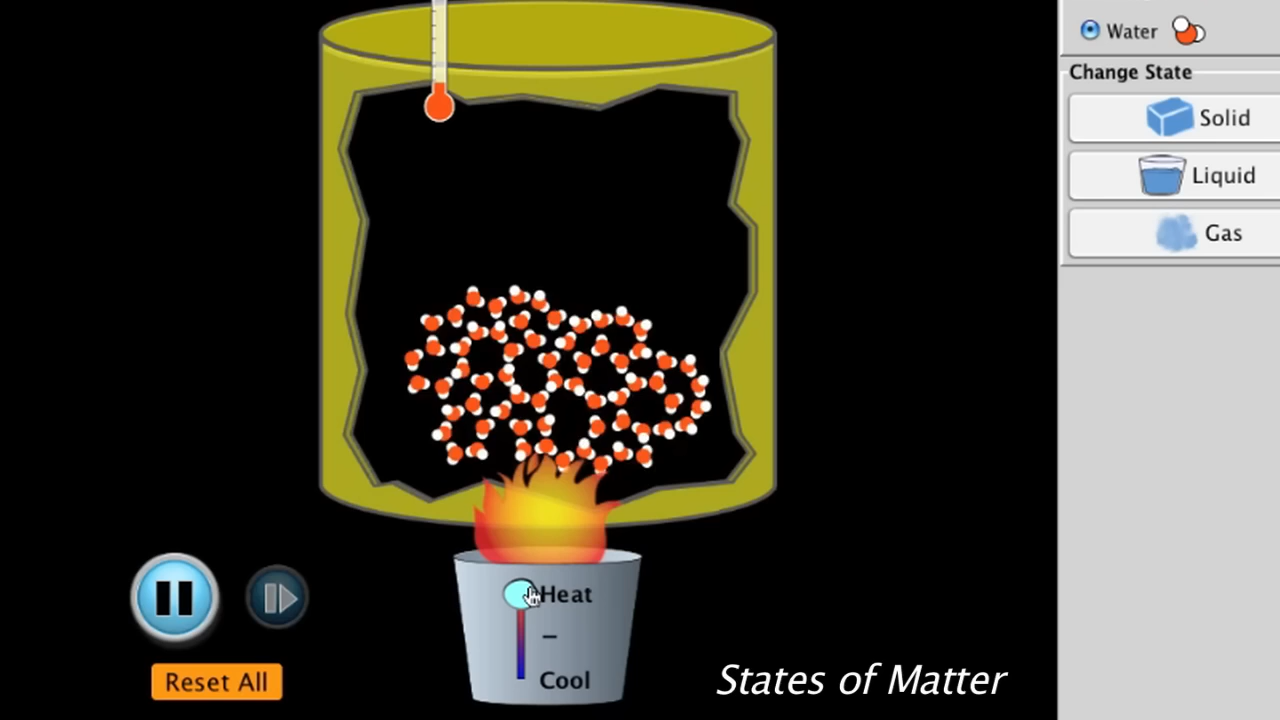 Water
Change State
Solid
Liquid
Gas
Heat
–
Cool
Reset All
States of Matter